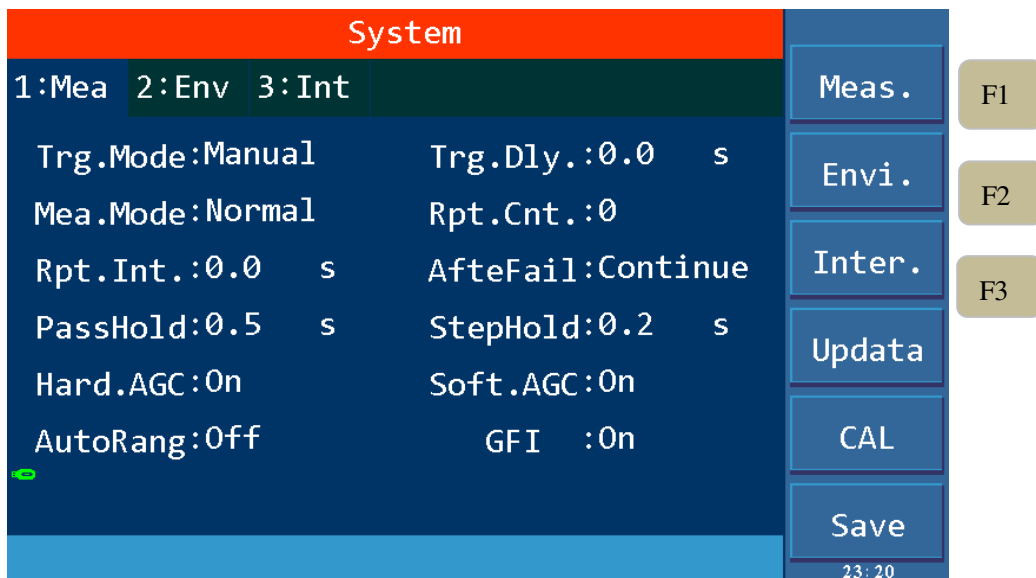 System
1:Mea 2:Env 3:Int
Trg.Mode:Manual Trg.Dly.:0.0 s
Mea.Mode:Normal Rpt.Cnt.:0
Rpt.Int.:0.0 s AfteFail:Continue
PassHold:0.5 s StepHold:0.2 s
Hard.AGC:On Soft.AGC:On
AutoRang:Off GFI :On
Meas.
Envi.
Inter.
Updata
CAL
Save
23:20
F1
F2
F3